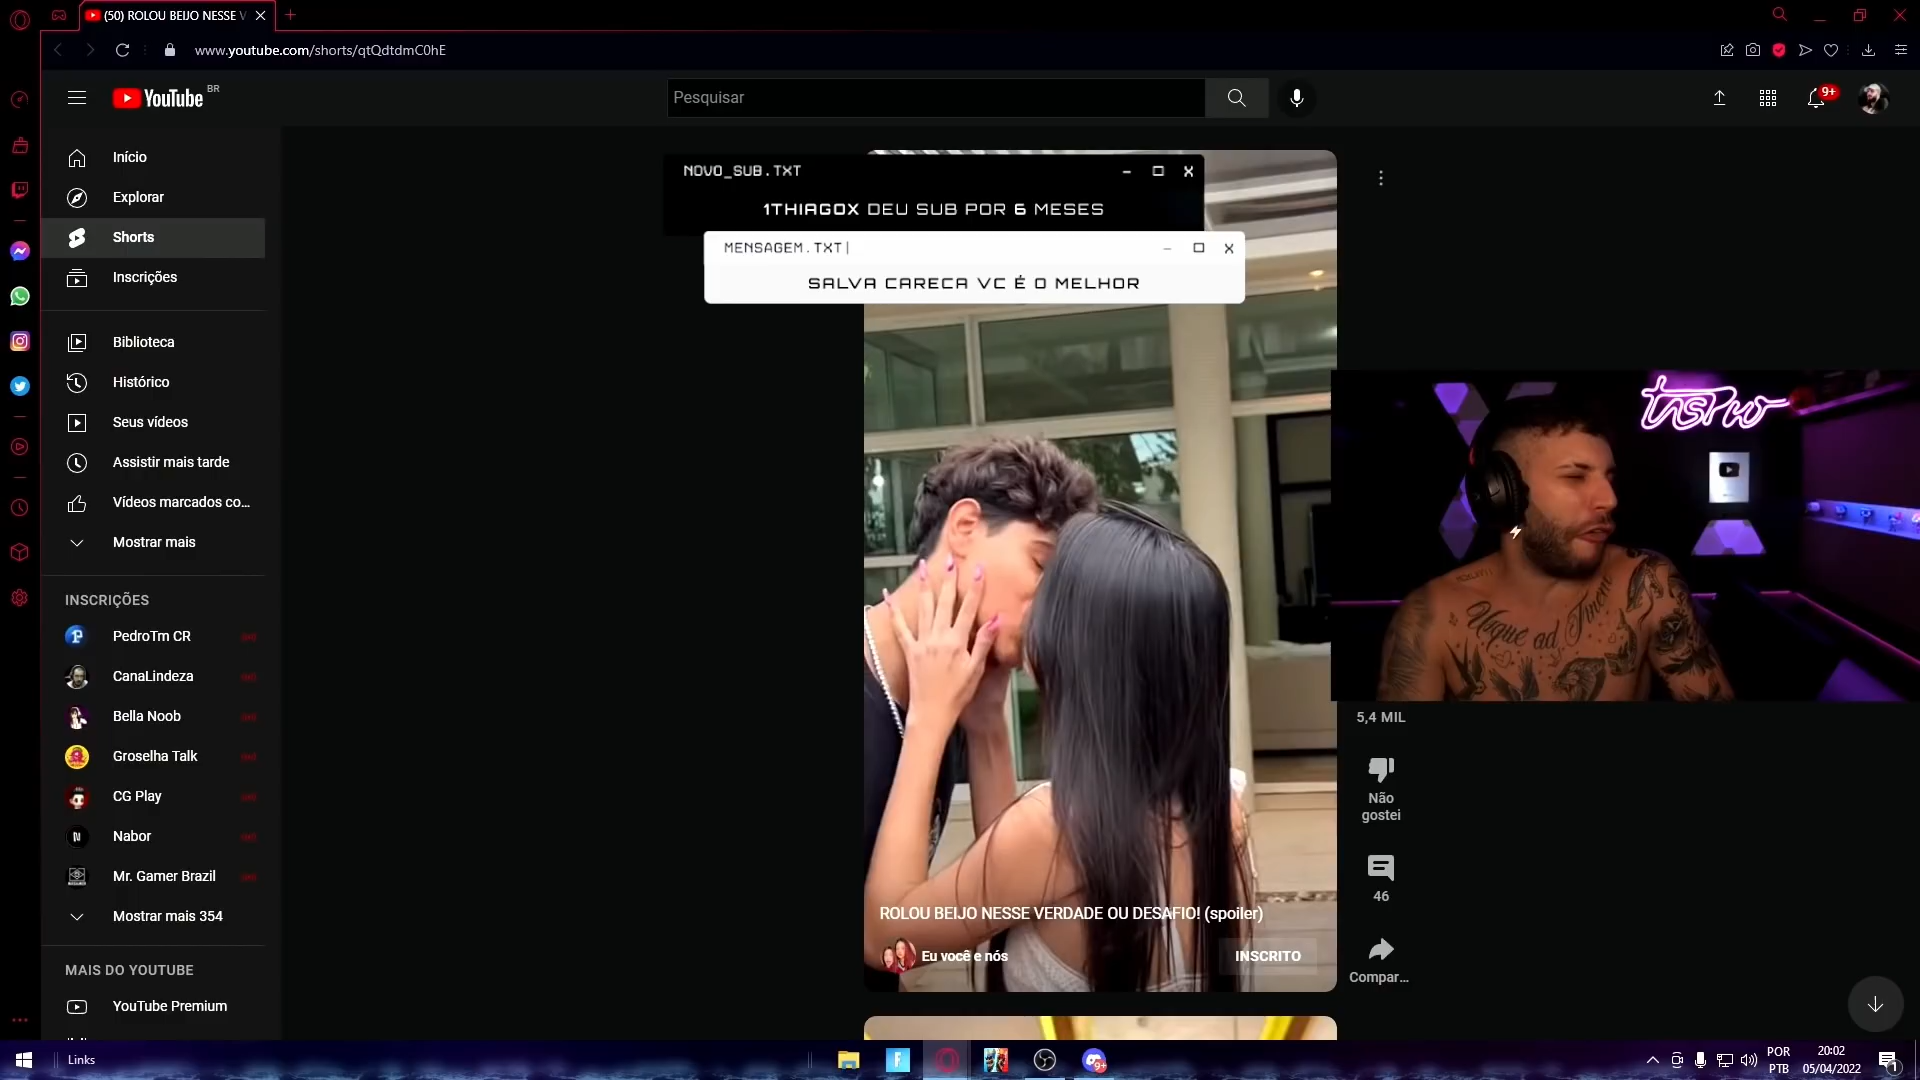 (50) ROLOU BEIJO NESSE V
www.youtube.com/shorts/qtQdtdmC0hE
YouTube BR
Pesquisar
9+
Início
Explorar
Shorts
Inscrições
Biblioteca
Histórico
Seus vídeos
Assistir mais tarde
Vídeos marcados co...
Mostrar mais
INSCRIÇÕES
PedroTm CR
CanaLindeza
Bella Noob
Groselha Talk
CG Play
Nabor
Mr. Gamer Brazil
Mostrar mais 354
MAIS DO YOUTUBE
YouTube Premium
NOVO_SUB.TXT
1THIAGOX DEU SUB POR 6 MESES
MENSAGEM.TXT|
SALVA CARECA VC É O MELHOR
ROLOU BEIJO NESSE VERDADE OU DESAFIO! (spoiler)
Eu você e nós
INSCRITO
5,4 MIL
Não
gostei
46
Compar...
Links
9+
POR
PTB
20:02
05/04/2022
1